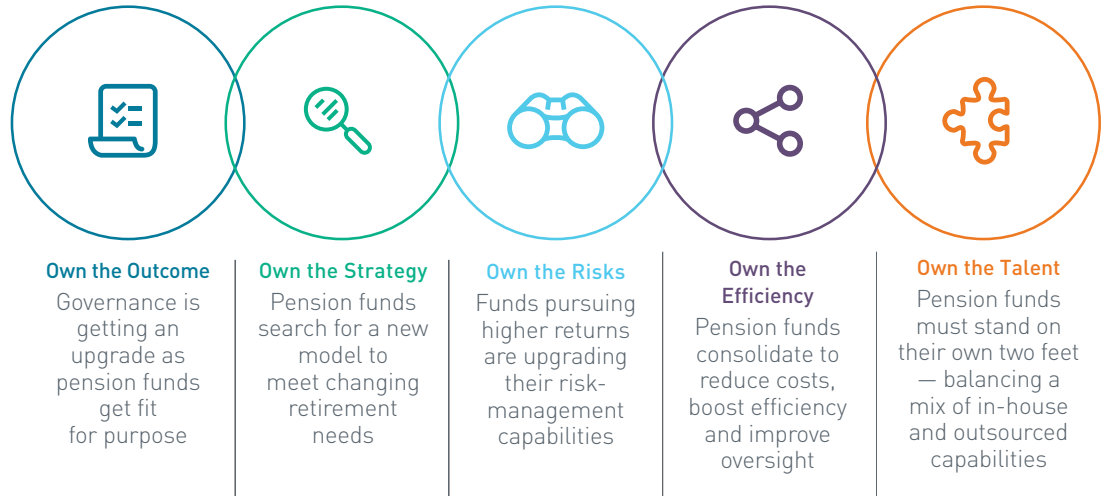 Own the Outcome
Governance is
getting an
upgrade as
pension funds
get fit
for purpose
Own the Strategy
Pension funds
search for a new
model to
meet changing
retirement
needs
Own the Risks
Funds pursuing
higher returns
are upgrading
their risk-
management
capabilities
Own the
Efficiency
Pension funds
consolidate to
reduce costs,
boost efficiency
and improve
oversight
Own the Talent
Pension funds
must stand on
their own two feet
— balancing a
mix of in-house
and outsourced
capabilities